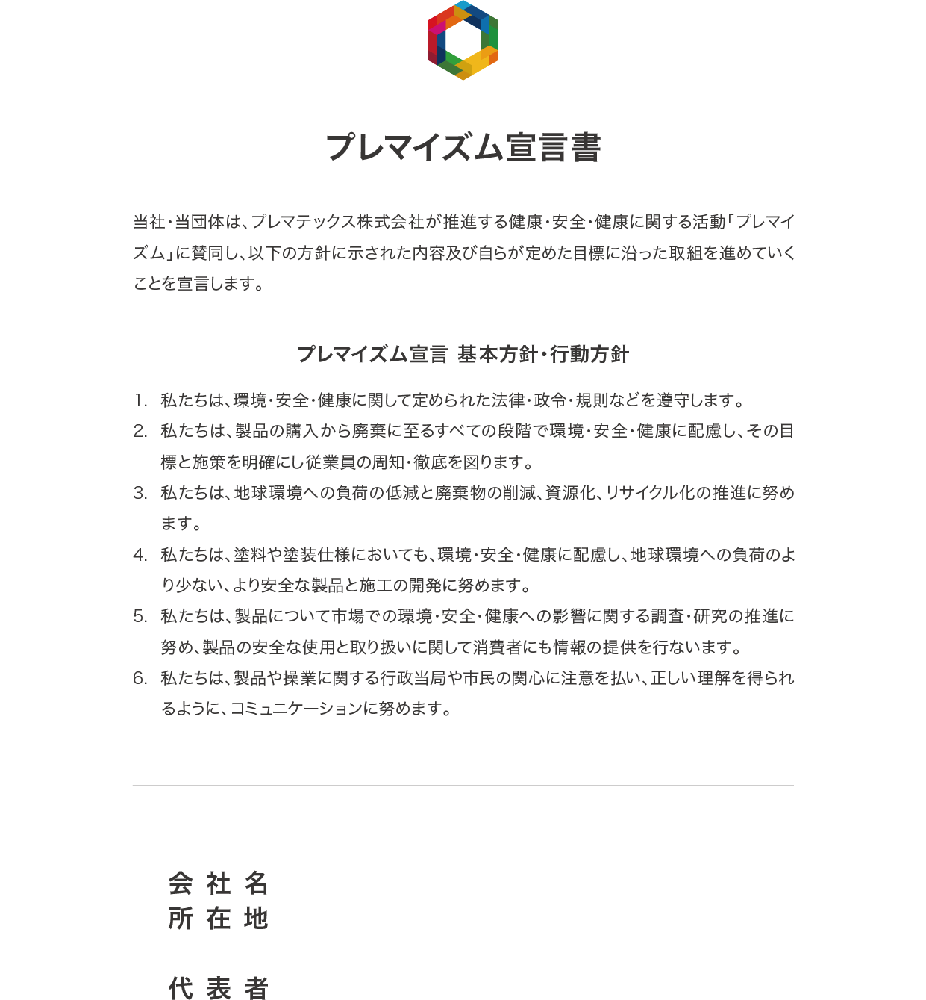 プレマイズム宣言書
当社・当団体は、プレマテックス株式会社が推進する健康・安全・健康に関する活動「プレマイ
ズム」に賛同し、以下の方針に示された内容及び自らが定めた目標に沿った取組を進めていく
ことを宣言します。
プレマイズム宣言 基本方針・行動方針
1. 私たちは、環境・安全・健康に関して定められた法律・政令・規則などを遵守します。
2. 私たちは、製品の購入から廃棄に至るすべての段階で環境・安全・健康に配慮し、その目
標と施策を明確にし従業員の周知・徹底を図ります。
3. 私たちは、地球環境への負荷の低減と廃棄物の削減、資源化、リサイクル化の推進に努め
ます。
4. 私たちは、塗料や塗装仕様においても、環境・安全・健康に配慮し、地球環境への負荷のよ
り少ない、より安全な製品と施工の開発に努めます。
5. 私たちは、製品について市場での環境・安全・健康への影響に関する調査・研究の推進に
努め、製品の安全な使用と取り扱いに関して消費者にも情報の提供を行ないます。
6. 私たちは、製品や操業に関する行政当局や市民の関心に注意を払い、正しい理解を得られ
るように、コミュニケーションに努めます。
会 社 名
所 在 地
代 表 者